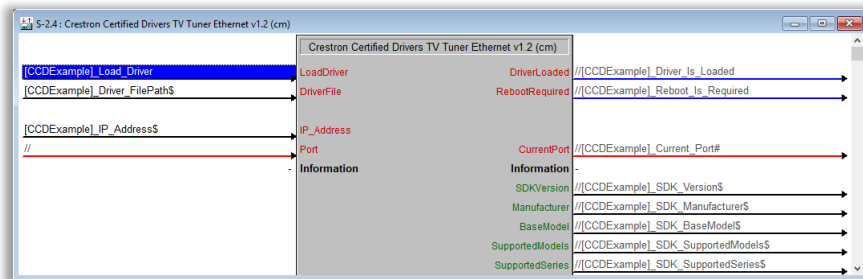 S-2.4 : Crestron Certified Drivers TV Tuner Ethernet v1.2 (cm)
Crestron Certified Drivers TV Tuner Ethernet v1.2 (cm)
[CCDExample]_Load_Driver LoadDriver DriverLoaded //[CCDExample]_Driver_Is_Loaded
[CCDExample]_Driver_FilePath$ DriverFile RebootRequired //[CCDExample]_Reboot_Is_Required
[CCDExample]_IP_Address$ IP_Address
// Port CurrentPort //[CCDExample]_Current_Port#
- Information Information -
SDKVersion //[CCDExample]_SDK_Version$
Manufacturer //[CCDExample]_SDK_Manufacturer$
BaseModel //[CCDExample]_SDK_BaseModel$
SupportedModels //[CCDExample]_SDK_SupportedModels$
SupportedSeries //[CCDExample]_SDK_SupportedSeries$